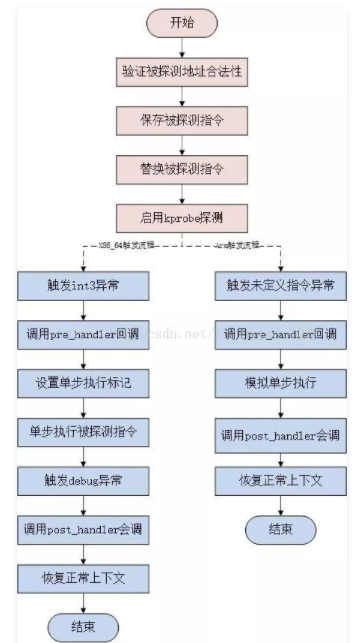 开始
验证被探测地址合法性
保存被探测指令
替换被探测指令
启用kprobe探测
X86_64触发流程
Arm触发流程
触发int3异常
调用pre_handler回调
设置单步执行标记
单步执行被探测指令
触发debug异常
调用post_handler会调
恢复正常上下文
结束
触发未定义指令异常
调用pre_handler回调
模拟单步执行
调用post_handler会调
恢复正常上下文
结束